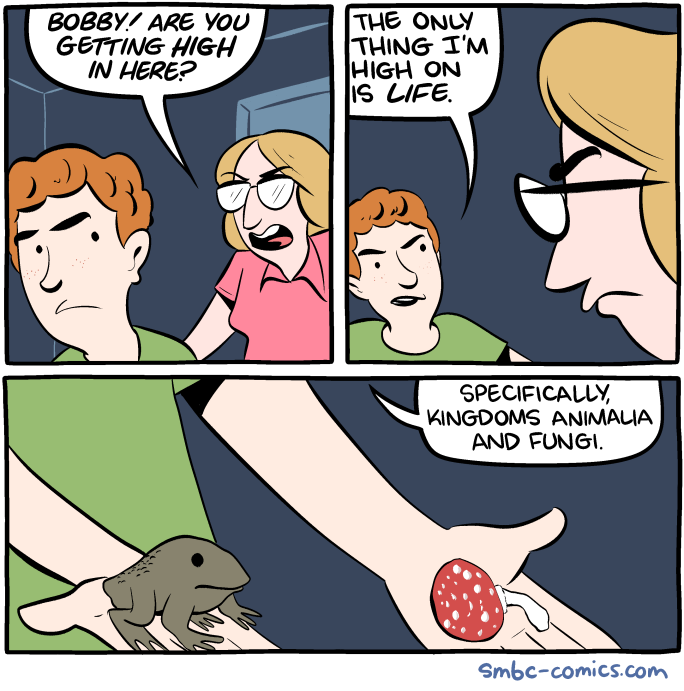 BOBBY! ARE YOU
GETTING HIGH
IN HERE?
THE ONLY
THING I'M
HIGH ON
IS LIFE.
SPECIFICALLY,
KINGDOMS ANIMALIA
AND FUNGI.
smbc-comics.com